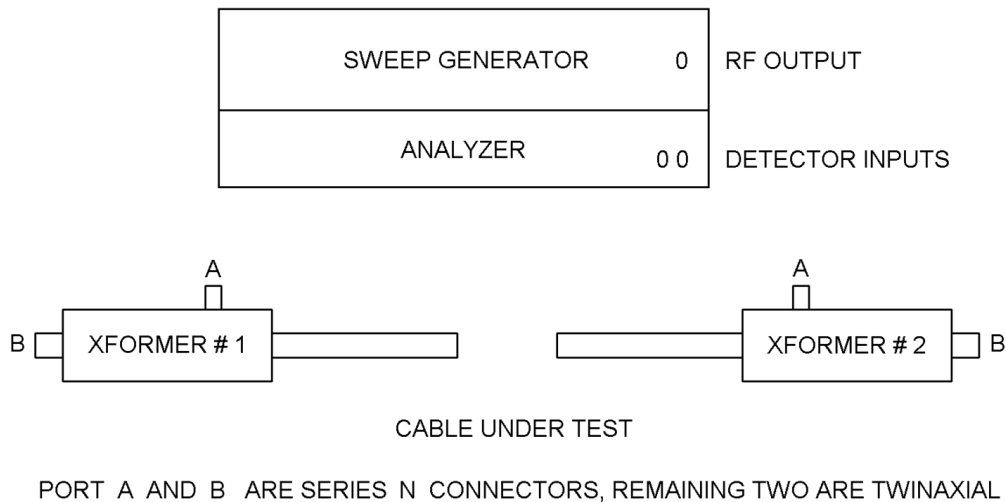 SWEEP GENERATOR 0 RF OUTPUT
ANALYZER 0 0 DETECTOR INPUTS
A A
B XFORMER # 1 XFORMER # 2 B
CABLE UNDER TEST
PORT A AND B ARE SERIES N CONNECTORS, REMAINING TWO ARE TWINAXIAL